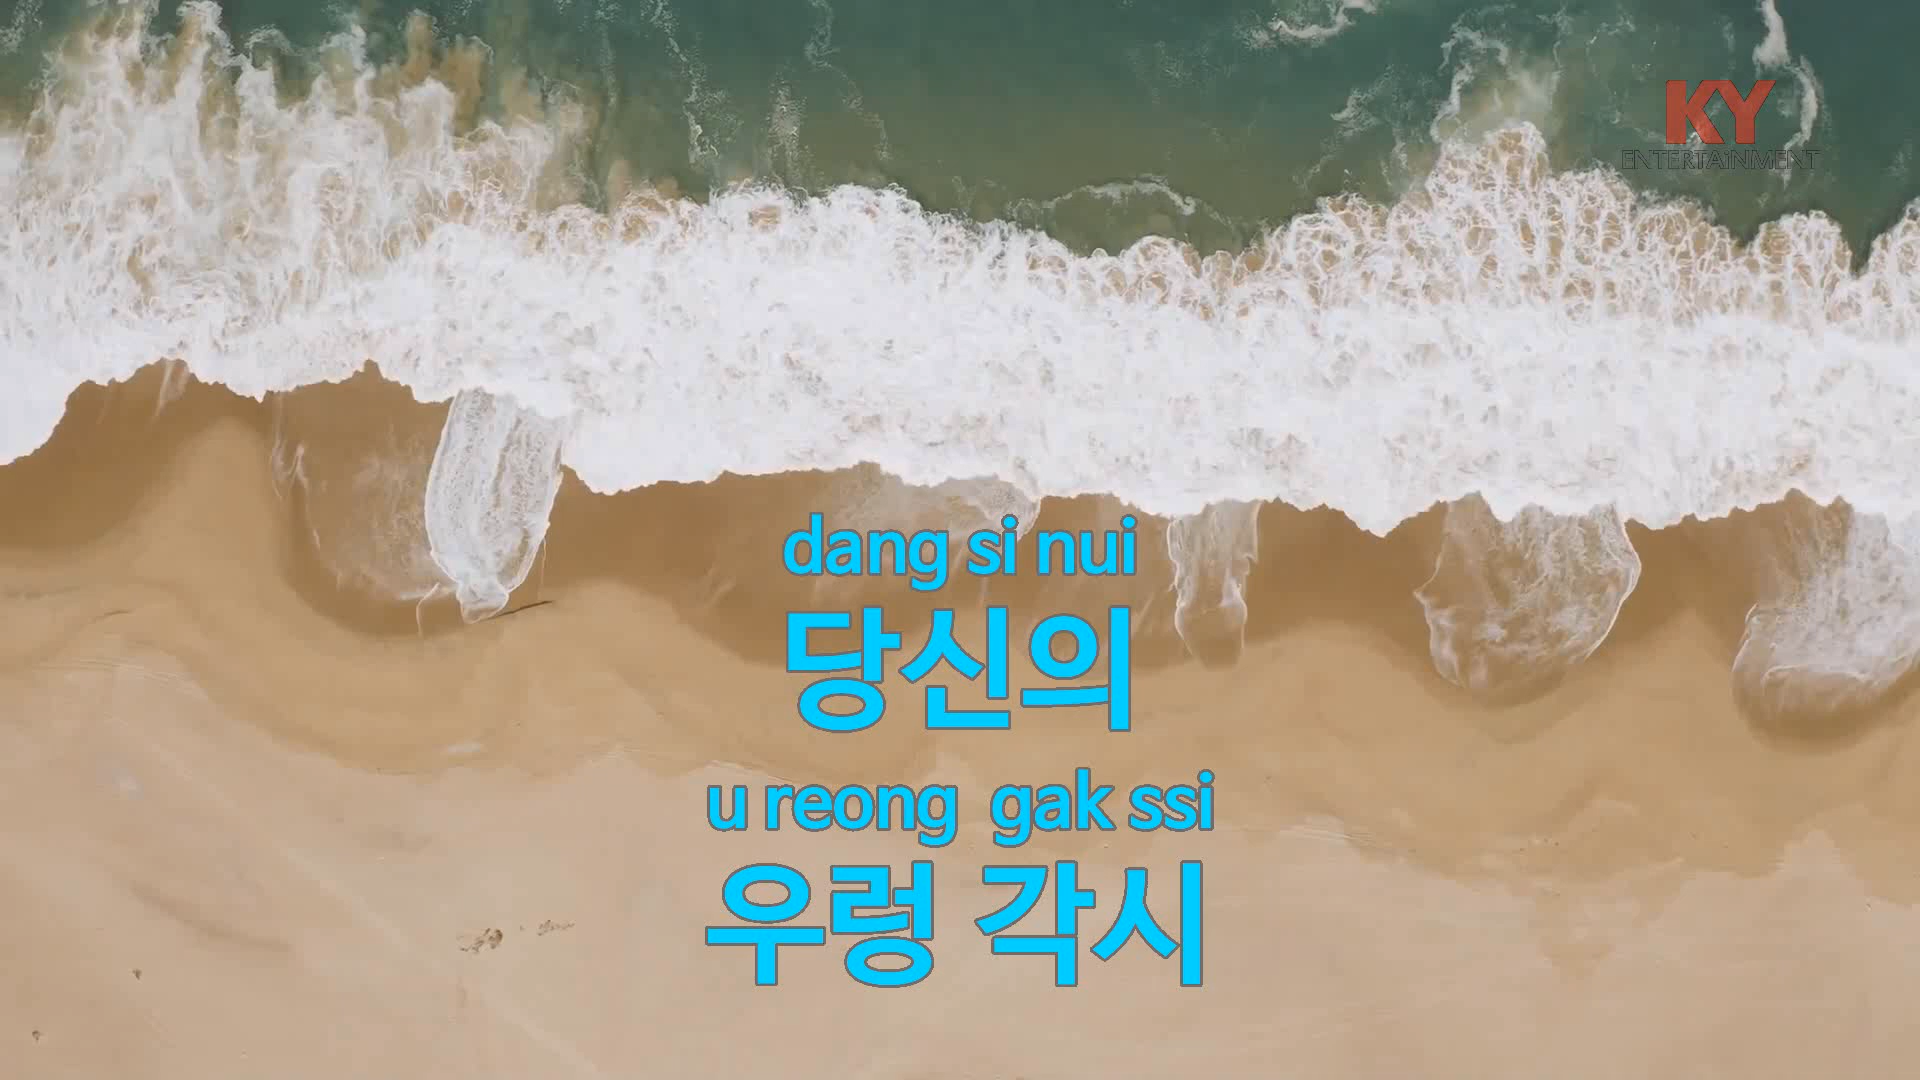 KY
ENTERTAiNMENT
dang si nui
당신의
u reong gak ssi
우렁 각시